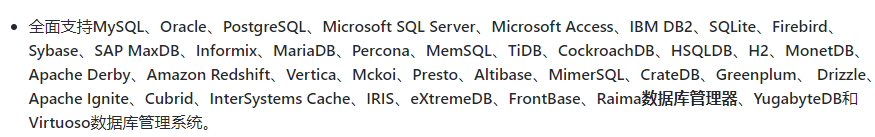 • 全面支持MySQL、Oracle、PostgreSQL、Microsoft SQL Server、Microsoft Access、IBM DB2、SQLite、Firebird、
Sybase、SAP MaxDB、Informix、MariaDB、Percona、MemSQL、TiDB、CockroachDB、HSQLDB、H2、MonetDB、
Apache Derby、Amazon Redshift、Vertica、Mckoi、Presto、Altibase、MimerSQL、CrateDB、Greenplum、 Drizzle、
Apache Ignite、Cubrid、InterSystems Cache、IRIS、eXtremeDB、FrontBase、Raima数据库管理器、YugabyteDB和
Virtuoso数据库管理系统。